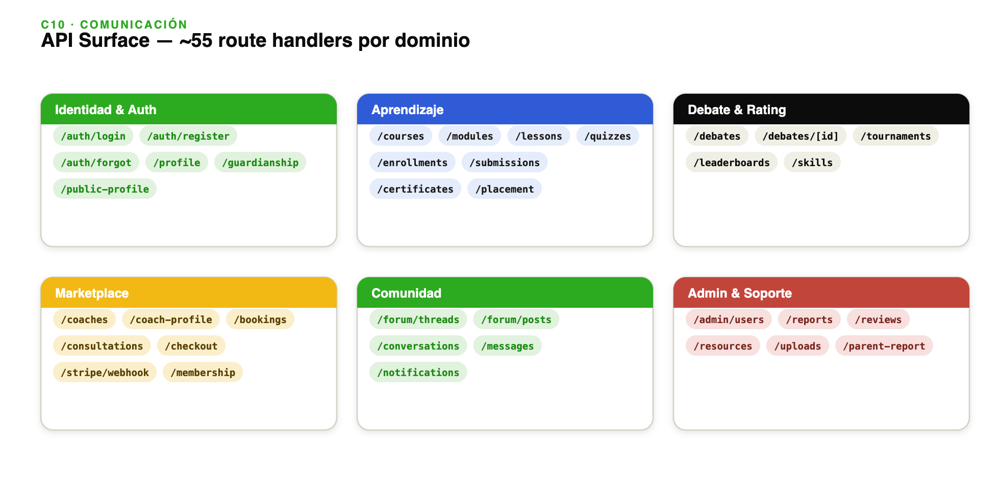 C10 · COMUNICACIÓN
API Surface — ~55 route handlers por dominio
Identidad & Auth
/auth/login /auth/register
/auth/forgot /profile /guardianship
/public-profile
Aprendizaje
/courses /modules /lessons /quizzes
/enrollments /submissions
/certificates /placement
Debate & Rating
/debates /debates/[id] /tournaments
/leaderboards /skills
Marketplace
/coaches /coach-profile /bookings
/consultations /checkout
/stripe/webhook /membership
Comunidad
/forum/threads /forum/posts
/conversations /messages
/notifications
Admin & Soporte
/admin/users /reports /reviews
/resources /uploads /parent-report